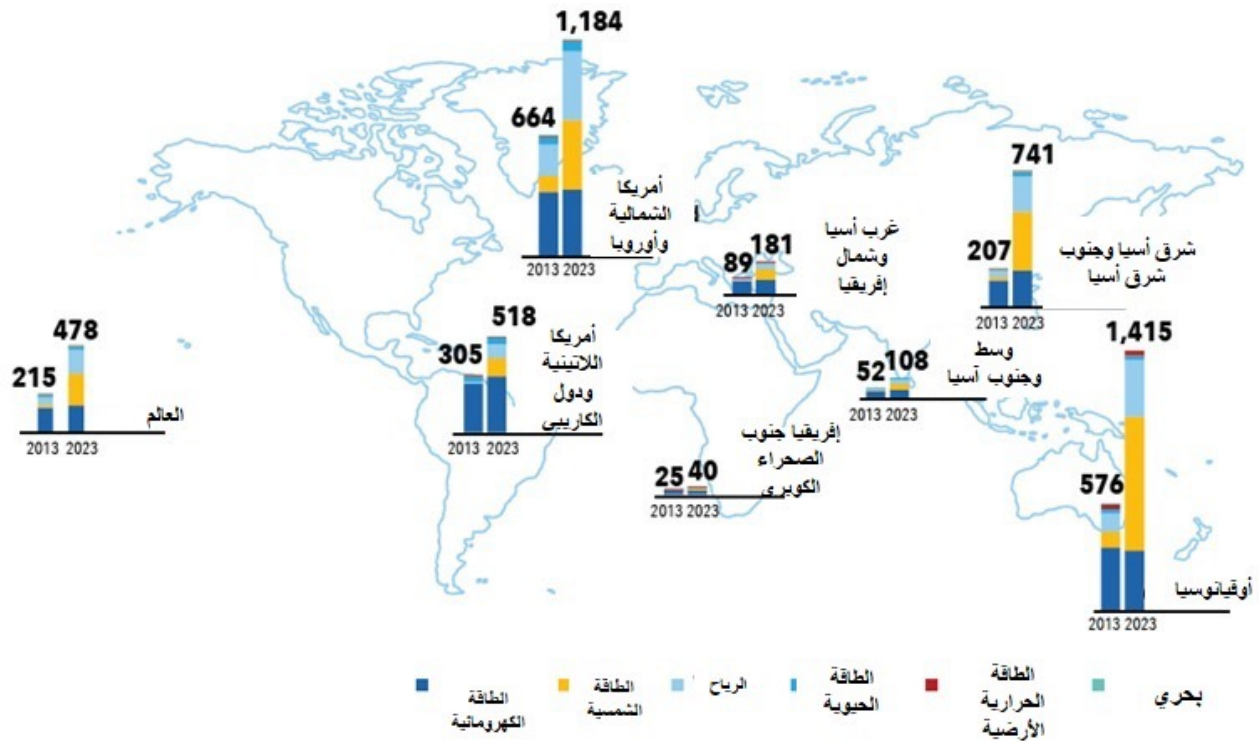 1,184
664
2013 2023
أمريكا
الشمالية
وأوروبا
741
207
2013 2023
شرق أسيا وجنوب
شرق أسيا
181
89
2013 2023
غرب أسيا
وشمال
إفريقيا
478
215
2013 2023
العالم
518
305
2013 2023
أمريكا
اللاتينية
ودول
الكاريبي
108
52
2013 2023
وسط
وجنوب آسيا
40
25
2013 2023
إفريقيا جنوب
الصحراء
الكوبرى
1,415
576
2013 2023
أوقيانوسيا
الطاقة
الكهرومائية
الطاقة
الشمسية
الرياح
الطاقة
الحيوية
الطاقة
الحرارية
الأرضية
بحري